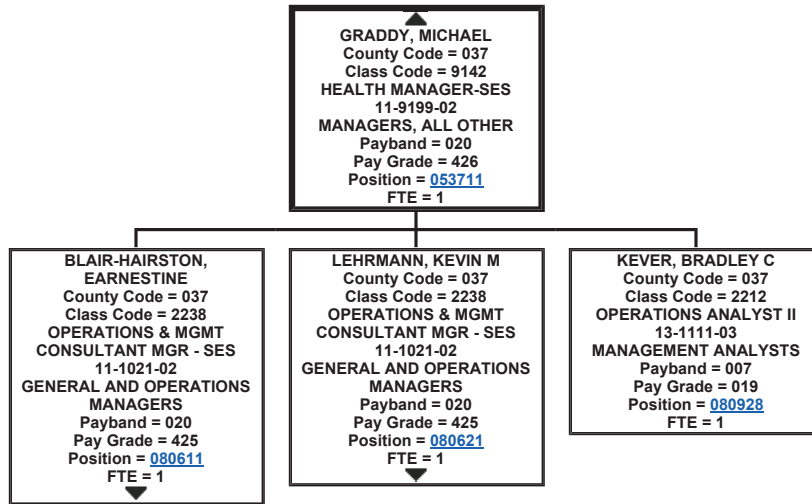 GRADDY, MICHAEL
County Code = 037
Class Code = 9142
HEALTH MANAGER-SES
11-9199-02
MANAGERS, ALL OTHER
Payband = 020
Pay Grade = 426
Position = 053711
FTE = 1
BLAIR-HAIRSTON,
EARNESTINE
County Code = 037
Class Code = 2238
OPERATIONS & MGMT
CONSULTANT MGR - SES
11-1021-02
GENERAL AND OPERATIONS
MANAGERS
Payband = 020
Pay Grade = 425
Position = 080611
FTE = 1
LEHRMANN, KEVIN M
County Code = 037
Class Code = 2238
OPERATIONS & MGMT
CONSULTANT MGR - SES
11-1021-02
GENERAL AND OPERATIONS
MANAGERS
Payband = 020
Pay Grade = 425
Position = 080621
FTE = 1
KEVER, BRADLEY C
County Code = 037
Class Code = 2212
OPERATIONS ANALYST II
13-1111-03
MANAGEMENT ANALYSTS
Payband = 007
Pay Grade = 019
Position = 080928
FTE = 1